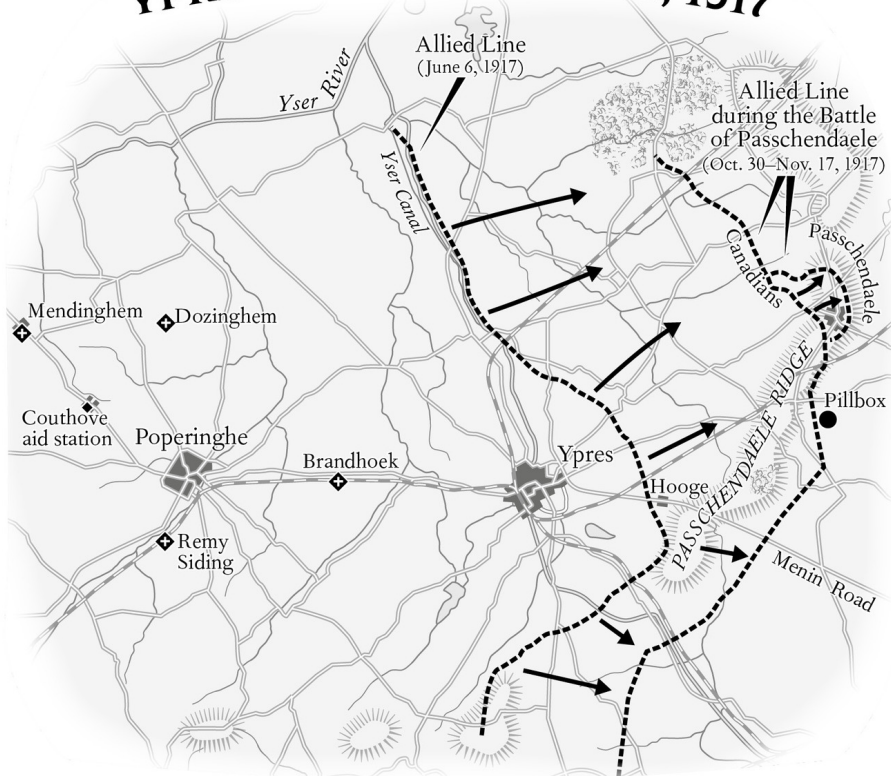 1917
Allied Line
(June 6, 1917)
Yser River
Allied Line
during the Battle
of Passchendaele
(Oct. 30–Nov. 17, 1917)
Yser Canal
Canadians
Passchendaele
Mendinghem
Dozinghem
Couthove
aid station
Poperinghe
Brandhoek
Ypres
Hooge
Pillbox
PASSCHENDAELE RIDGE
Remy
Siding
Menin Road